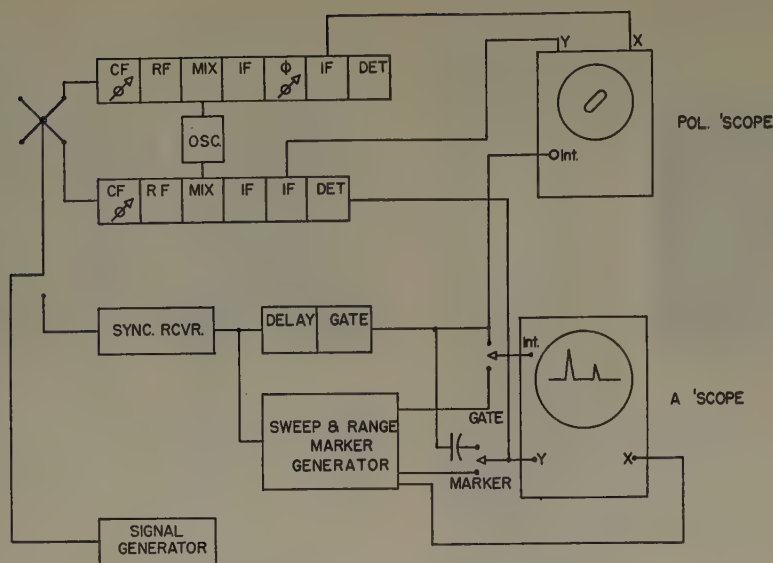 CF RF MIX IF Φ IF DET
OSC.
CF RF MIX IF IF DET
Y X
Int.
POL. 'SCOPE
SYNC. RCVR.
DELAY GATE
SWEEP & RANGE
MARKER
GENERATOR
GATE
MARKER
Int.
Y X
A 'SCOPE
SIGNAL
GENERATOR